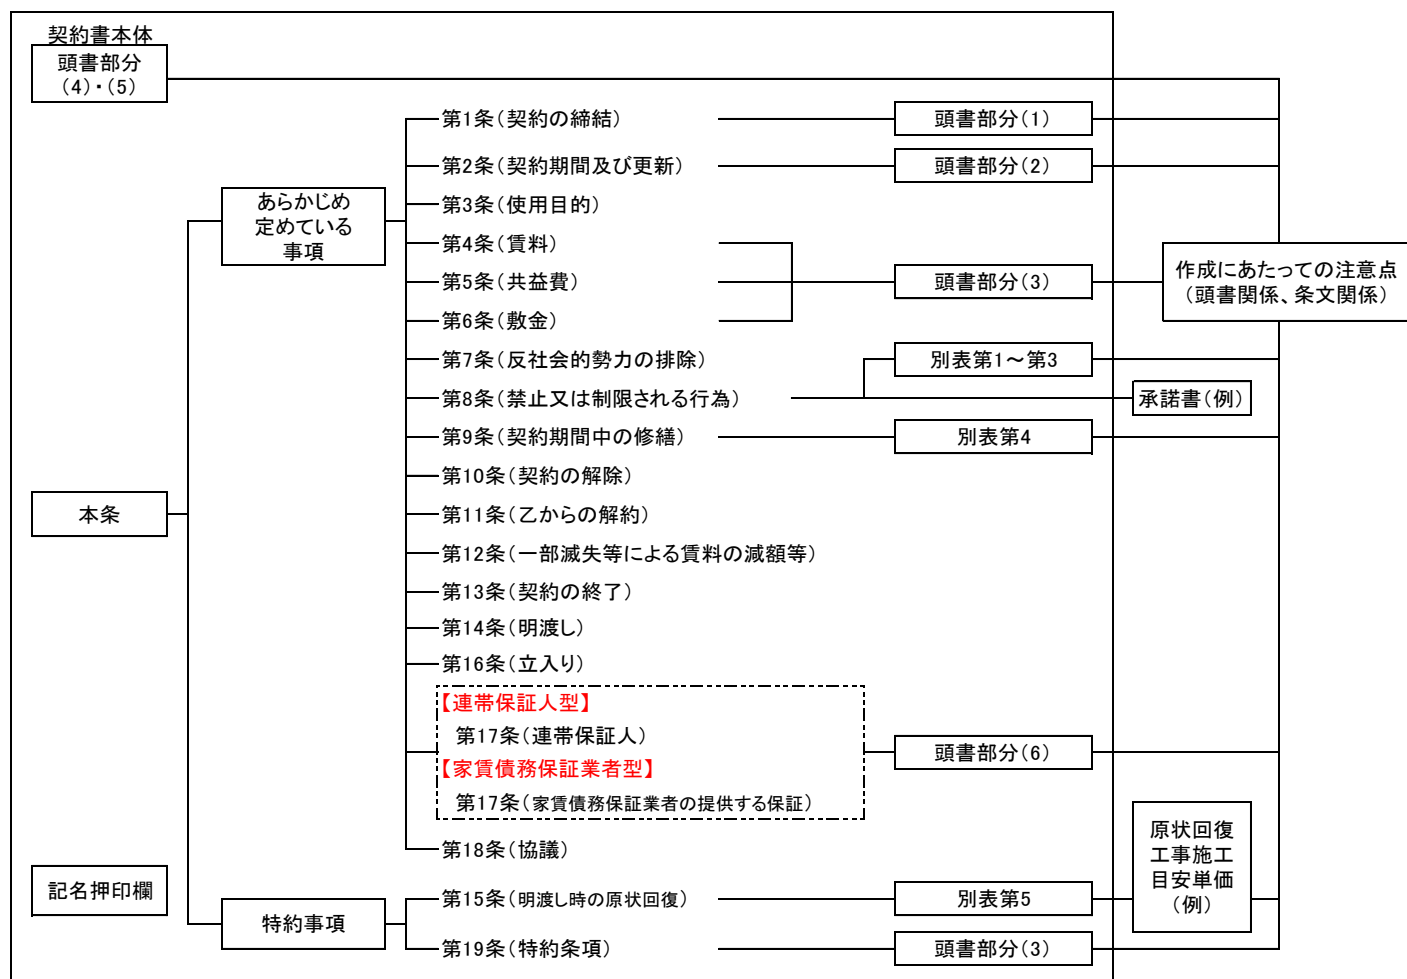 契約書本体
頭書部分
(4)・(5)
第1条(契約の締結)
頭書部分(1)
第2条(契約期間及び更新)
頭書部分(2)
あらかじめ
定めている
事項
第3条(使用目的)
第4条(賃料)
第5条(共益費)
頭書部分(3)
作成にあたっての注意点
(頭書関係、条文関係)
第6条(敷金)
第7条(反社会的勢力の排除)
別表第1~第3
第8条(禁止又は制限される行為)
承諾書(例)
第9条(契約期間中の修繕)
別表第4
第10条(契約の解除)
本条
第11条(乙からの解約)
第12条(一部滅失等による賃料の減額等)
第13条(契約の終了)
第14条(明渡し)
第16条(立入り)
【連帯保証人型】
第17条(連帯保証人)
頭書部分(6)
【家賃債務保証業者型】
第17条(家賃債務保証業者の提供する保証)
第18条(協議)
原状回復
工事施工
目安単価
(例)
記名押印欄
特約事項
第15条(明渡し時の原状回復)
別表第5
第19条(特約条項)
頭書部分(3)